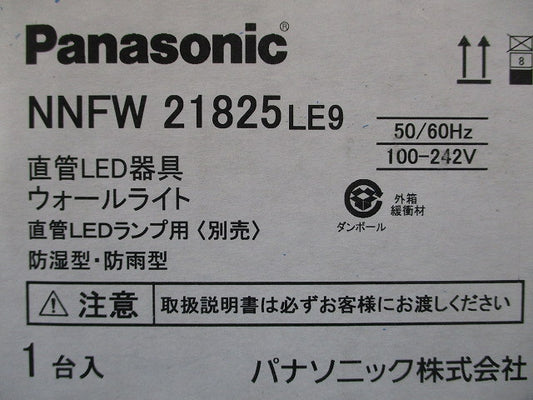 Panasonic®
NNFW 21825 LE9
8
50/60Hz
100-242V
直管LED器具
ウォールライト
直管LEDランプ用〈別売〉
防湿型・防雨型
外箱
緩衝材
ダンボール
注意
取扱説明書は必ずお客様にお渡しください
1台入
パナソニック株式会社